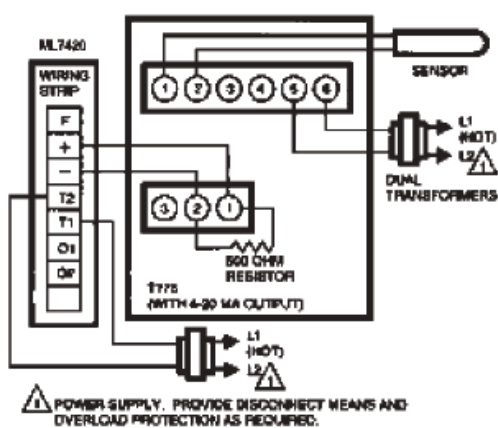 ML7420
WIRING
STRIP
F
+
−
T2
T1
1 2 3 4 5 6
3 2 1
500 OHM
RESISTOR
T775
(WITH 4-20 MA OUTPUT)
SENSOR
L1
(HOT)
L2 1
DUAL
TRANSFORMERS
L1
(HOT)
L2 1
1 POWER SUPPLY. PROVIDE DISCONNECT MEANS AND
OVERLOAD PROTECTION AS REQUIRED.